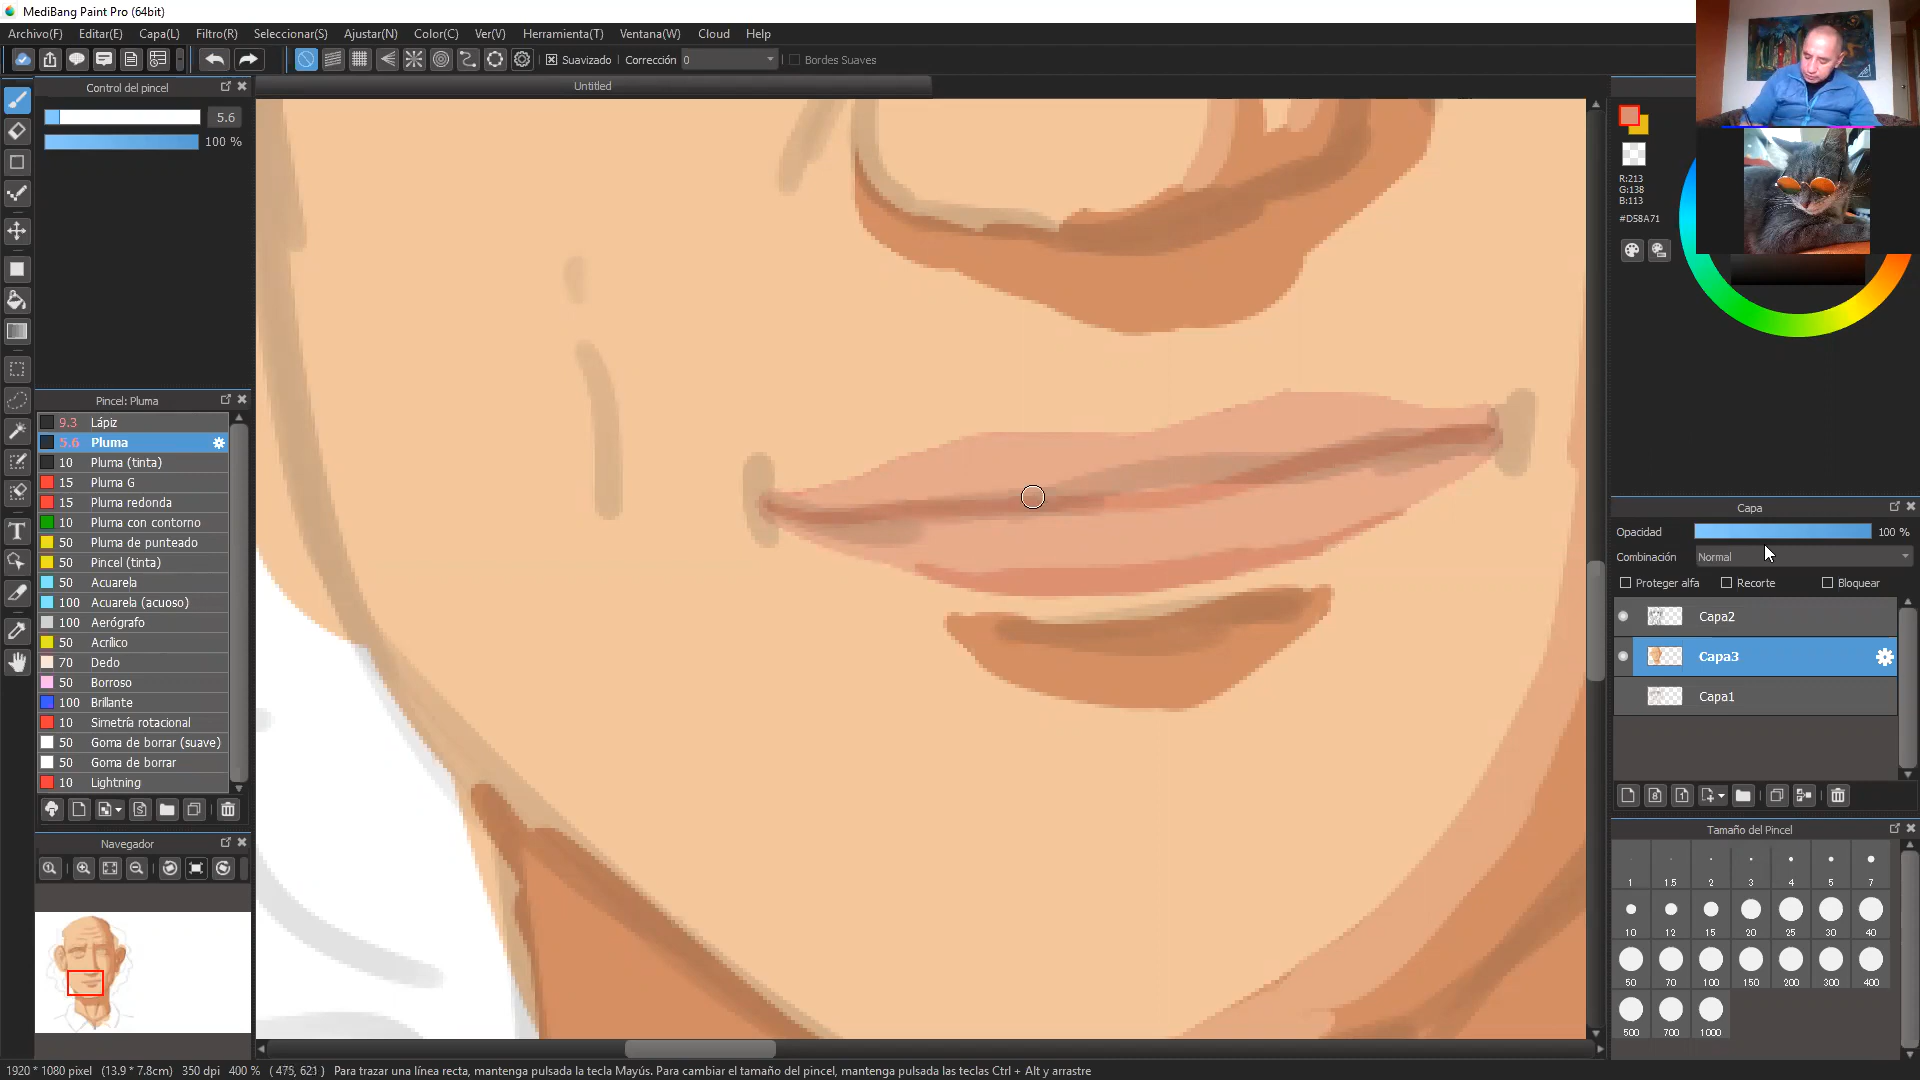 MediBang Paint Pro (64bit)
Archivo(F) Editar(E) Capa(L) Filtro(R) Seleccionar(S) Ajustar(N) Color(C) Ver(V) Herramienta(T) Ventana(W) Cloud Help
Suavizado Corrección 0 Bordes Suaves
Control del pincel
Untitled
5.6
100 %
R:213
G:138
B:113
#D58A71
Pincel: Pluma
9.3 Lápiz
5.6 Pluma
10 Pluma (tinta)
15 Pluma G
15 Pluma redonda
10 Pluma con contorno
50 Pluma de punteado
50 Pincel (tinta)
50 Acuarela
100 Acuarela (acuoso)
100 Aerógrafo
50 Acrílico
70 Dedo
50 Borroso
100 Brillante
10 Simetría rotacional
50 Goma de borrar (suave)
50 Goma de borrar
10 Lightning
Capa
Opacidad 100 %
Combinación Normal
Proteger alfa Recorte Bloquear
Capa2
Capa3
Capa1
Navegador
Tamaño del Pincel
1 1.5 2 3 4 5 7
10 12 15 20 25 30 40
50 70 100 150 200 300 400
500 700 1000
1920 * 1080 pixel (13.9 * 7.8cm) 350 dpi 400 % ( 475, 621 ) Para trazar una línea recta, mantenga pulsada la tecla Mayús. Para cambiar el tamaño del pincel, mantenga pulsada las teclas Ctrl + Alt y arrastre